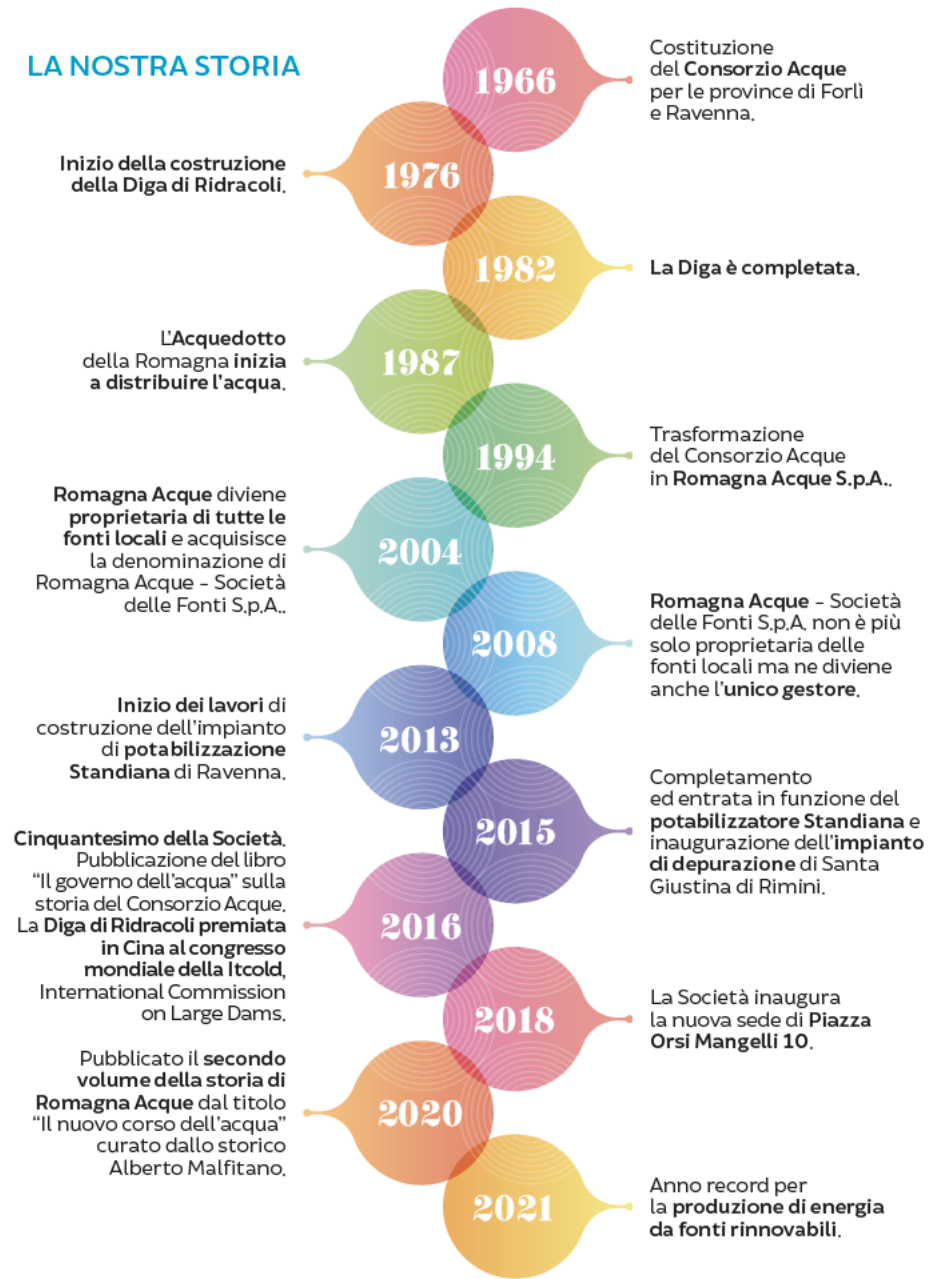 LA NOSTRA STORIA
1966
Costituzione
del Consorzio Acque
per le province di Forlì
e Ravenna.
1976
Inizio della costruzione
della Diga di Ridracoli.
1982
La Diga è completata.
1987
L'Acquedotto
della Romagna inizia
a distribuire l'acqua.
1994
Trasformazione
del Consorzio Acque
in Romagna Acque S.p.A..
2004
Romagna Acque diviene
proprietaria di tutte le
fonti locali e acquisisce
la denominazione di
Romagna Acque - Società
delle Fonti S.p.A..
2008
Romagna Acque - Società
delle Fonti S.p.A. non è più
solo proprietaria delle
fonti locali ma ne diviene
anche l'unico gestore.
2013
Inizio dei lavori di
costruzione dell'impianto
di potabilizzazione
Standiana di Ravenna.
2015
Completamento
ed entrata in funzione del
potabilizzatore Standiana e
inaugurazione dell'impianto
di depurazione di Santa
Giustina di Rimini.
2016
Cinquantesimo della Società.
Pubblicazione del libro
“Il governo dell'acqua” sulla
storia del Consorzio Acque.
La Diga di Ridracoli premiata
in Cina al congresso
mondiale della Itcold,
International Commission
on Large Dams.
2018
La Società inaugura
la nuova sede di Piazza
Orsi Mangelli 10.
2020
Pubblicato il secondo
volume della storia di
Romagna Acque dal titolo
“Il nuovo corso dell'acqua”
curato dallo storico
Alberto Malfitano.
2021
Anno record per
la produzione di energia
da fonti rinnovabili.